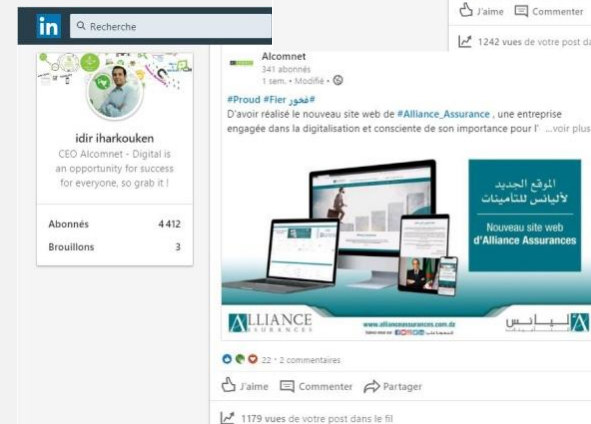 in
Recherche
J'aime Commenter
1242 vues de votre post da
idir iharkouken
CEO Alcomnet - Digital is
an opportunity for success
for everyone, so grab it !
Abonnés 4 412
Brouillons 3
Alcomnet
341 abonnés
1 sem. • Modifié •
#Proud #Fier #فخور
D'avoir réalisé le nouveau site web de #Alliance_Assurance , une entreprise
engagée dans la digitalisation et consciente de son importance pour l' ...voir plus
الموقع الجديد
لأليانس للتأمينات
Nouveau site web
d'Alliance Assurances
ALLIANCE
ASSURANCES
www.allianceassurances.com.dz
أليانس
22 • 2 commentaires
J'aime Commenter Partager
1179 vues de votre post dans le fil